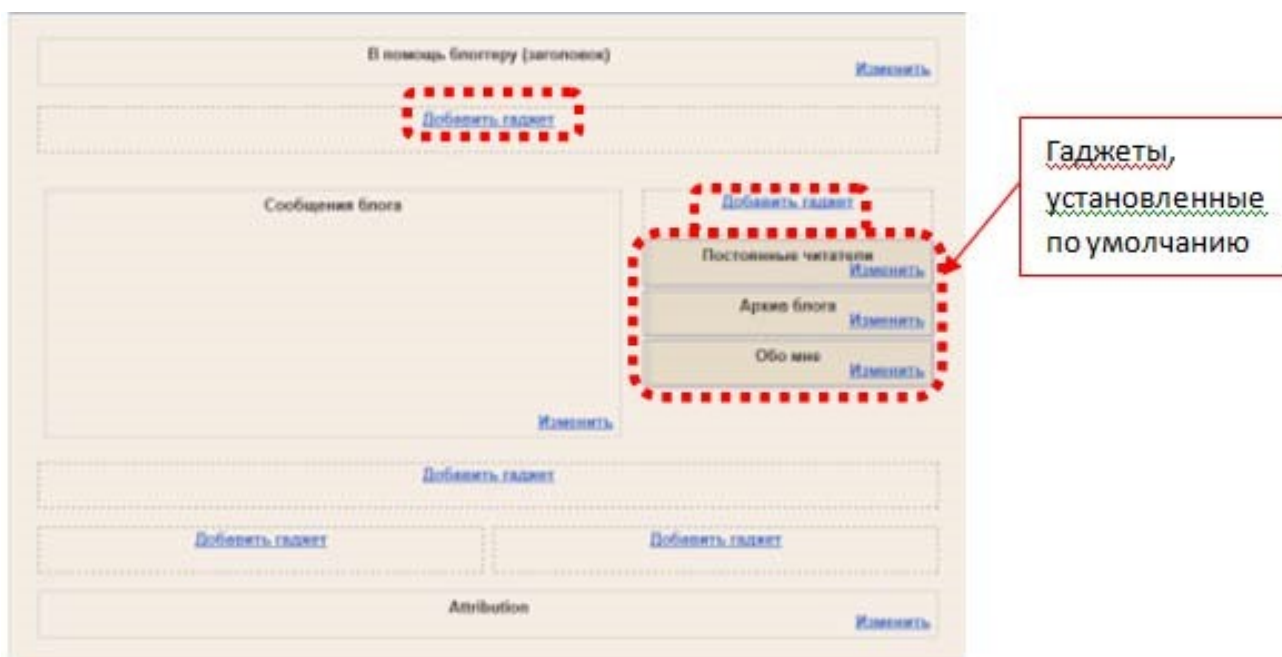 В помощь блоггеру (заголовок)
Изменить
Добавить гаджет
Гаджеты,
установленные
по умолчанию
Сообщения блога
Изменить
Добавить гаджет
Постоянные читатели
Изменить
Архив блога
Изменить
Обо мне
Изменить
Добавить гаджет
Добавить гаджет
Добавить гаджет
Attribution
Изменить